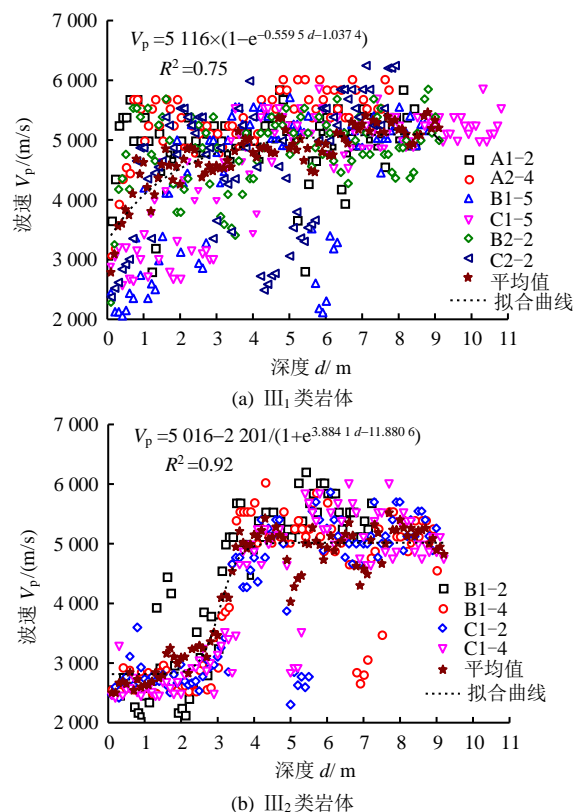 7 000
V_p=5 116×(1−e^{−0.559 5 d−1.037 4})
R²=0.75
6 000
5 000
4 000
3 000
2 000
波速 V_p/(m/s)
A1−2
A2−4
B1−5
C1−5
B2−2
C2−2
平均值
拟合曲线
0 1 2 3 4 5 6 7 8 9 10 11
深度 d/ m
(a) Ⅲ₁ 类岩体
7 000
V_p=5 016−2 201/(1+e^{3.884 1 d−11.880 6})
R²=0.92
6 000
5 000
4 000
3 000
2 000
波速 V_p/(m/s)
B1−2
B1−4
C1−2
C1−4
平均值
拟合曲线
0 1 2 3 4 5 6 7 8 9 10 11
深度 d/ m
(b) Ⅲ₂ 类岩体